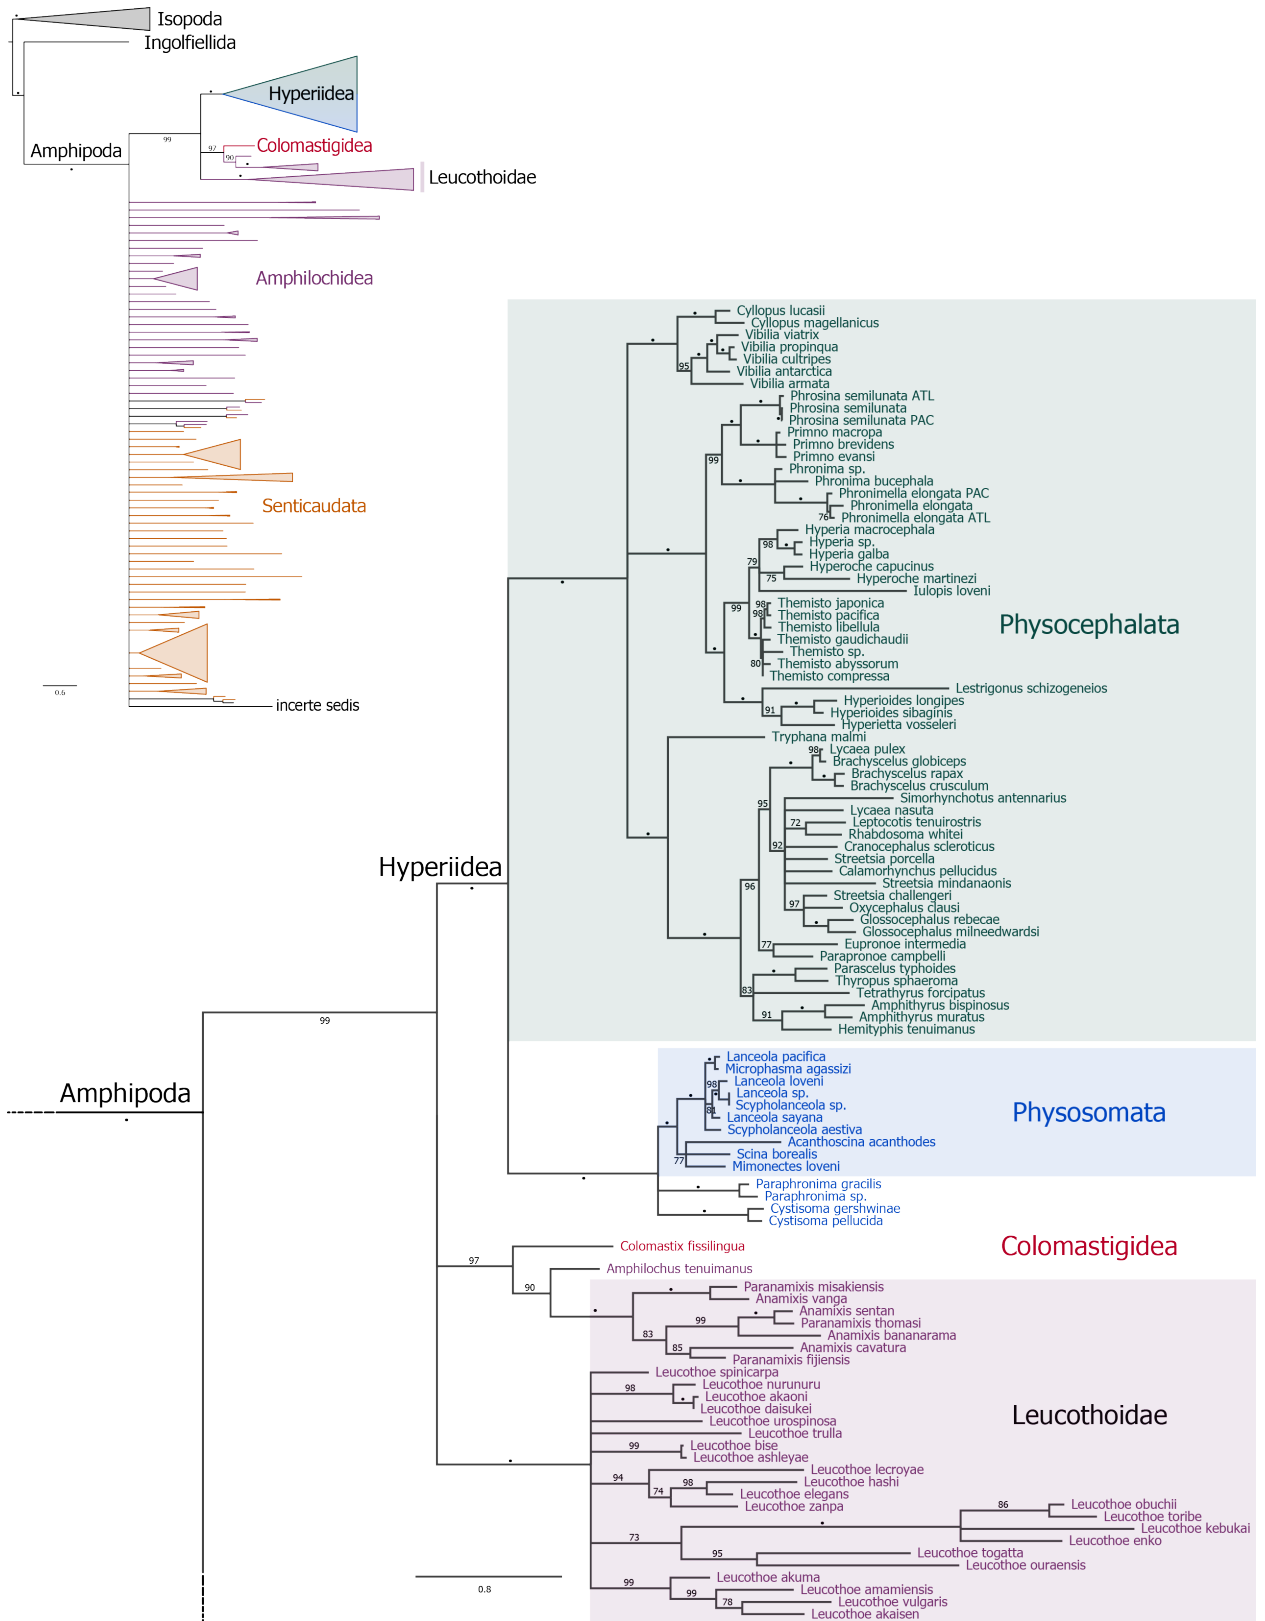 Isopoda
Ingolfiellida
Hyperiidea
99
Colomastigidea
97
90
Amphipoda
Leucothoidae
Amphilochidea
Senticaudata
0.6
incerte sedis
Cyllopus lucasii
Cyllopus magellanicus
Vibilia viatrix
Vibilia propinqua
Vibilia cultripes
95
Vibilia antarctica
Vibilia armata
Phrosina semilunata ATL
Phrosina semilunata
Phrosina semilunata PAC
Primno macropa
Primno brevidens
Primno evansi
99
Phronima sp.
Phronima bucephala
Phronimella elongata PAC
Phronimella elongata
76
Phronimella elongata ATL
Hyperia macrocephala
98
Hyperia sp.
Hyperia galba
79
Hyperoche capucinus
75
Hyperoche martinezi
Iulopis loveni
99
98
Themisto japonica
98
Themisto pacifica
Themisto libellula
Themisto gaudichaudii
Themisto sp.
80
Themisto abyssorum
Themisto compressa
Physocephalata
Lestrigonus schizogeneios
Hyperioides longipes
91
Hyperioides sibaginis
Hyperietta vosseleri
Tryphana malmi
98
Lycaea pulex
Brachyscelus globiceps
Brachyscelus rapax
Brachyscelus crusculum
95
Simorhynchotus antennarius
Lycaea nasuta
72
Leptocotis tenuirostris
Rhabdosoma whitei
92
Cranocephalus scleroticus
Streetsia porcella
Calamorhynchus pellucidus
Streetsia mindanaonis
96
Streetsia challengeri
97
Oxycephalus clausi
Glossocephalus rebecae
Glossocephalus milneedwardsi
77
Eupronoe intermedia
Parapronoe campbelli
Parascelus typhoides
Thyropus sphaeroma
83
Tetrathyrus forcipatus
Amphithyrus bispinosus
91
Amphithyrus muratus
Hemityphis tenuimanus
Hyperiidea
99
Amphipoda
Lanceola pacifica
Microphasma agassizi
98
Lanceola loveni
Lanceola sp.
81
Scypholanceola sp.
Lanceola sayana
Scypholanceola aestiva
Acanthoscina acanthodes
Scina borealis
77
Mimonectes loveni
Physosomata
Paraphronima gracilis
Paraphronima sp.
Cystisoma gershwinae
Cystisoma pellucida
Colomastix fissilingua
Colomastigidea
97
Amphilochus tenuimanus
90
Paranamixis misakiensis
Anamixis vanga
Anamixis sentan
99
Paranamixis thomasi
83
Anamixis bananarama
85
Anamixis cavatura
Paranamixis fijiensis
Leucothoe spinicarpa
98
Leucothoe nurunuru
Leucothoe akaoni
Leucothoe daisukei
Leucothoe urospinosa
Leucothoe trulla
99
Leucothoe bise
Leucothoe ashleyae
Leucothoidae
94
Leucothoe lecroyae
98
Leucothoe hashi
74
Leucothoe elegans
Leucothoe zanpa
86
Leucothoe obuchii
Leucothoe toribe
Leucothoe kebukai
73
Leucothoe enko
95
Leucothoe togatta
Leucothoe ouraensis
99
Leucothoe akuma
99
Leucothoe amamiensis
78
Leucothoe vulgaris
Leucothoe akaisen
0.8